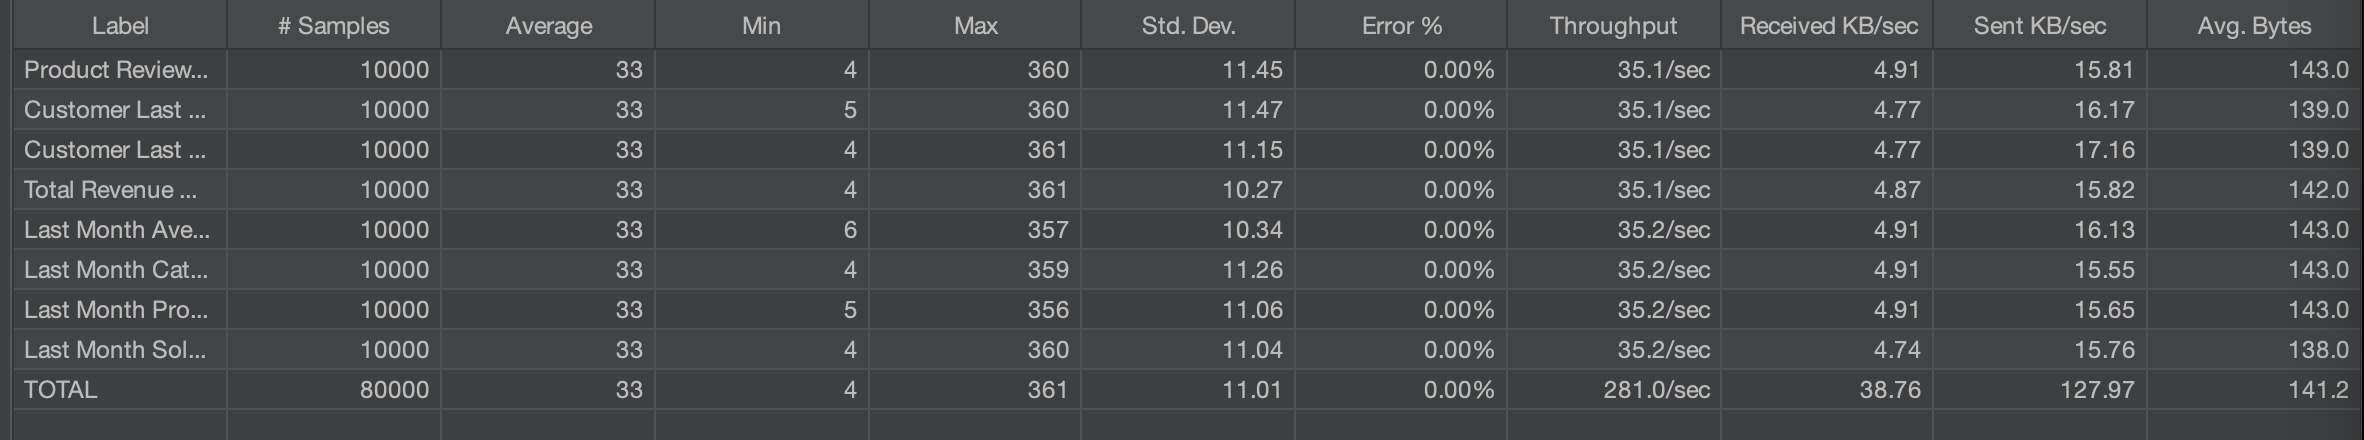 Label # Samples Average Min Max Std. Dev. Error % Throughput Received KB/sec Sent KB/sec Avg. Bytes
Product Review... 10000 33 4 360 11.45 0.00% 35.1/sec 4.91 15.81 143.0
Customer Last ... 10000 33 5 360 11.47 0.00% 35.1/sec 4.77 16.17 139.0
Customer Last ... 10000 33 4 361 11.15 0.00% 35.1/sec 4.77 17.16 139.0
Total Revenue ... 10000 33 4 361 10.27 0.00% 35.1/sec 4.87 15.82 142.0
Last Month Ave... 10000 33 6 357 10.34 0.00% 35.2/sec 4.91 16.13 143.0
Last Month Cat... 10000 33 4 359 11.26 0.00% 35.2/sec 4.91 15.55 143.0
Last Month Pro... 10000 33 5 356 11.06 0.00% 35.2/sec 4.91 15.65 143.0
Last Month Sol... 10000 33 4 360 11.04 0.00% 35.2/sec 4.74 15.76 138.0
TOTAL 80000 33 4 361 11.01 0.00% 281.0/sec 38.76 127.97 141.2